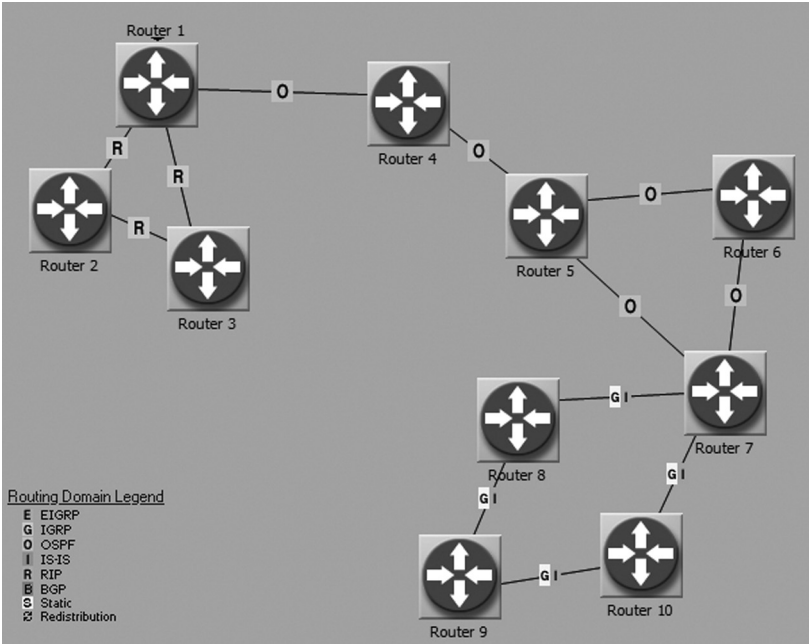 Router 1
O
Router 4
R
O
R
O
Router 2
R
Router 5
Router 6
Router 3
O
O
G I
Router 7
Router 8
G I
G I
G I
Router 9
Router 10
Routing Domain Legend
E EIGRP
G IGRP
O OSPF
I IS-IS
R RIP
B BGP
S Static
Redistribution